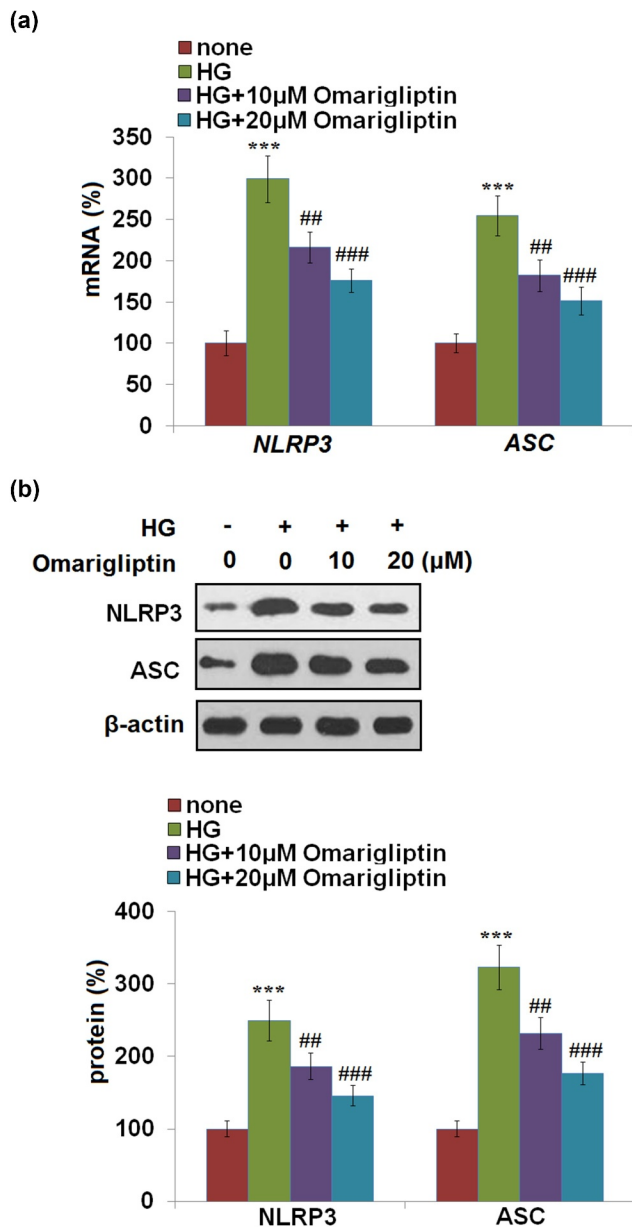 (a)
none
HG
HG+10µM Omarigliptin
HG+20µM Omarigliptin
mRNA (%)
350
300
250
200
150
100
50
0
***
##
###
***
##
###
NLRP3 ASC
(b)
HG - + + +
Omarigliptin 0 0 10 20 (µM)
NLRP3
ASC
β-actin
none
HG
HG+10µM Omarigliptin
HG+20µM Omarigliptin
protein (%)
400
300
200
100
0
***
##
###
***
##
###
NLRP3 ASC